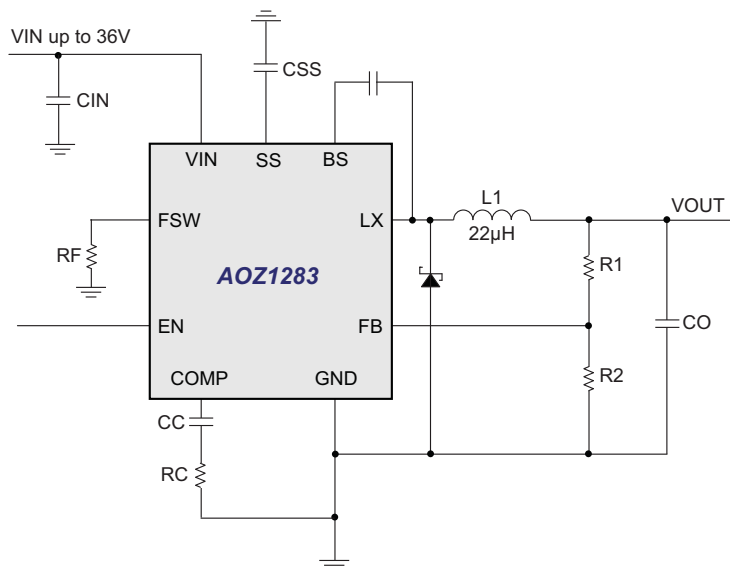 VIN up to 36V
CSS
CIN
VIN
SS
BS
L1
22µH
VOUT
FSW
LX
RF
R1
AOZ1283
EN
FB
CO
R2
COMP
GND
CC
RC